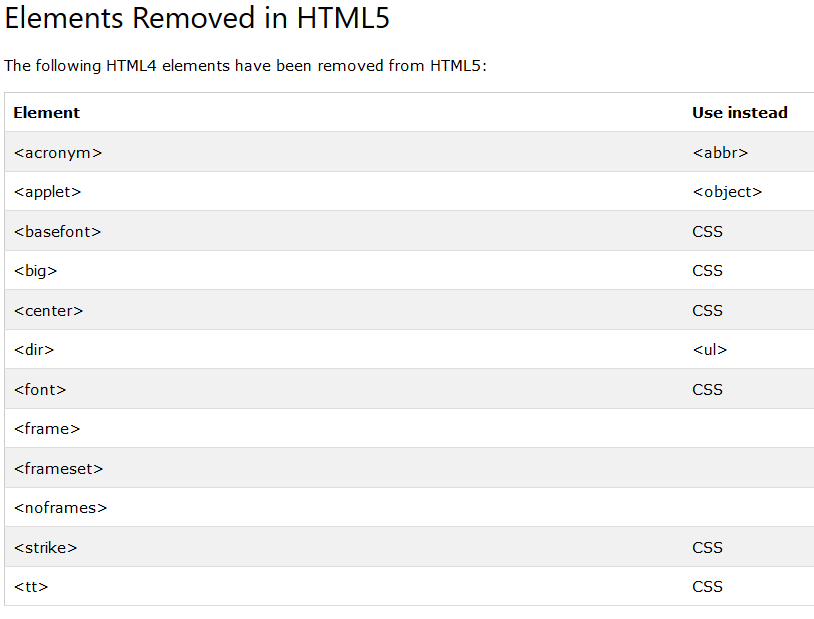 Elements Removed in HTML5
The following HTML4 elements have been removed from HTML5:
Element Use instead
<acronym> <abbr>
<applet> <object>
<basefont> CSS
<big> CSS
<center> CSS
<dir> <ul>
<font> CSS
<frame>
<frameset>
<noframes>
<strike> CSS
<tt> CSS